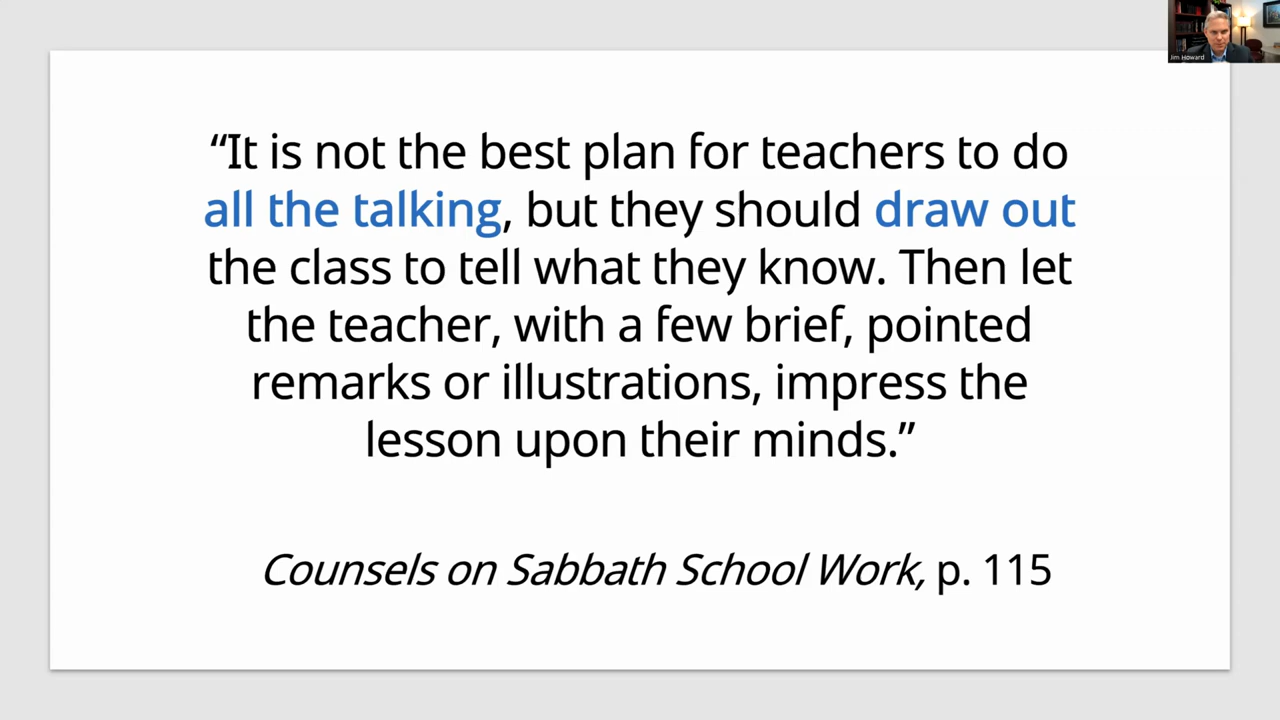 Jim Howard
“It is not the best plan for teachers to do
all the talking, but they should draw out
the class to tell what they know. Then let
the teacher, with a few brief, pointed
remarks or illustrations, impress the
lesson upon their minds.”
Counsels on Sabbath School Work, p. 115